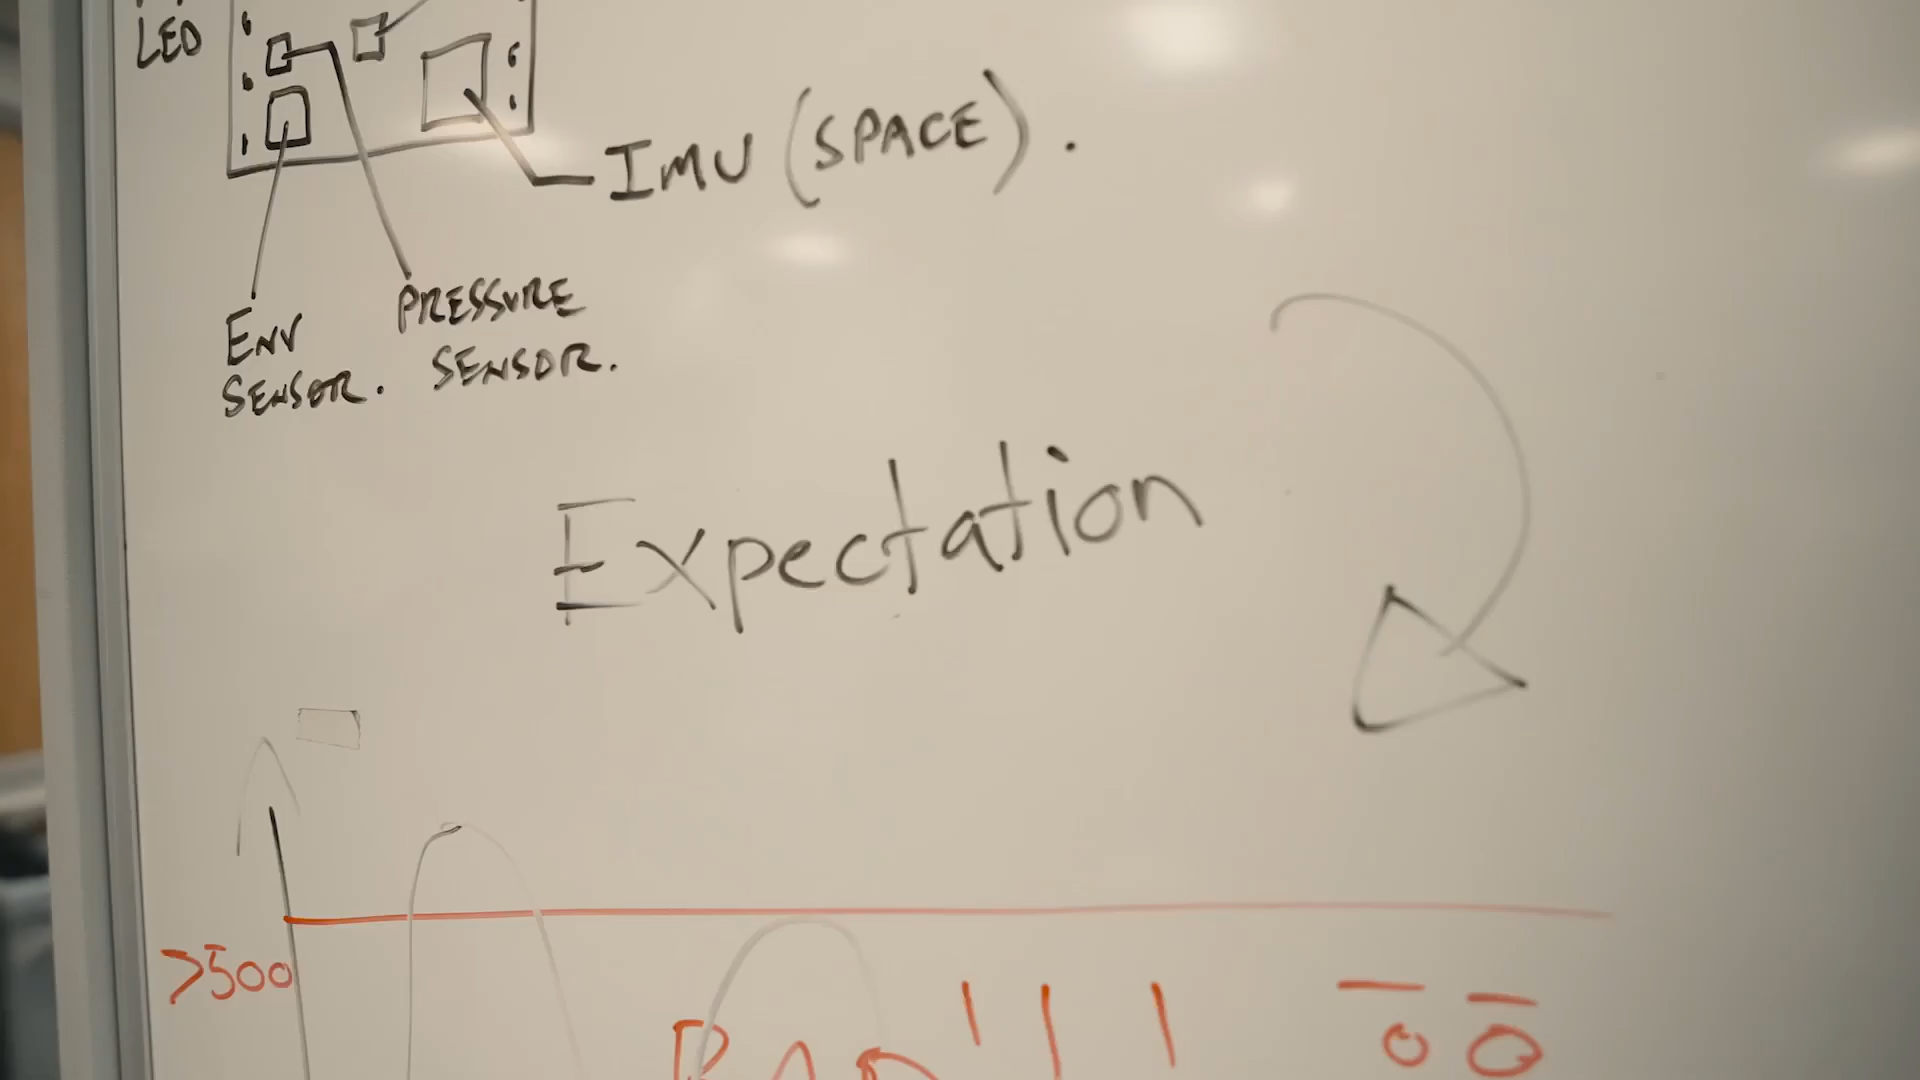 LED
IMU (SPACE).
ENV
SENSOR.
PRESSURE
SENSOR.
Expectation
>500